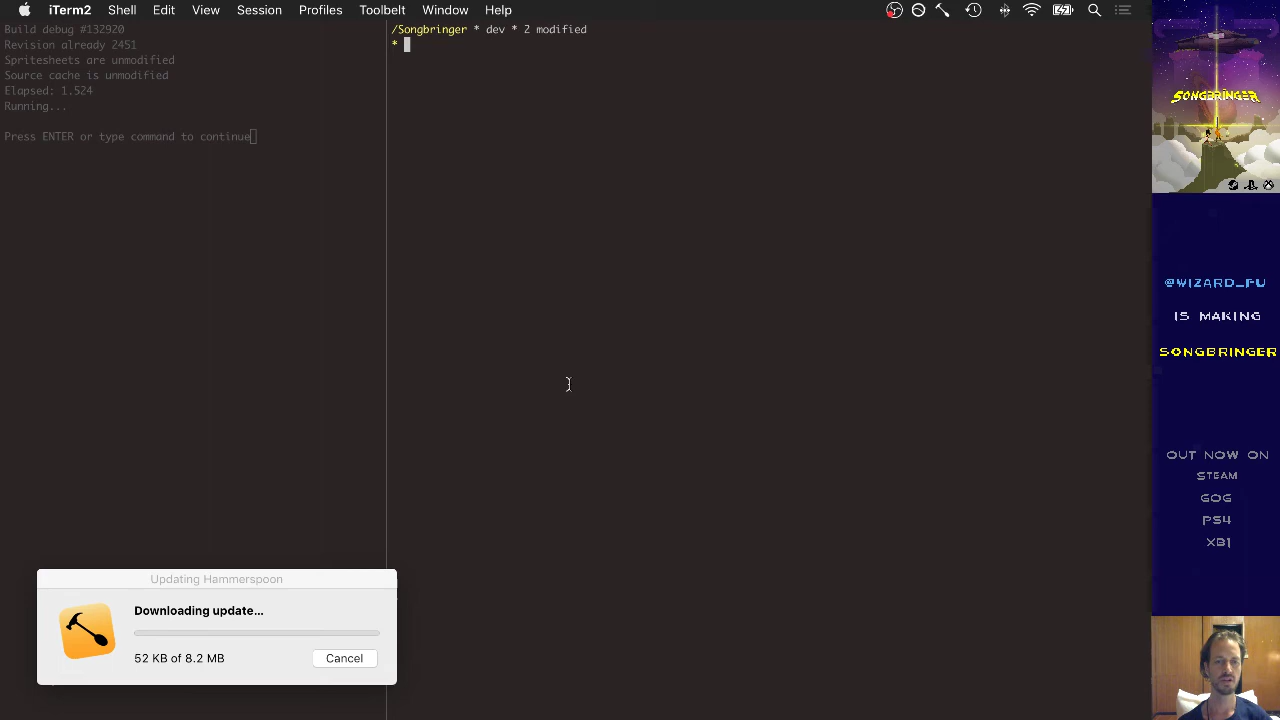 iTerm2 Shell Edit View Session Profiles Toolbelt Window Help
Build debug #132920
Revision already 2451
Spritesheets are unmodified
Source cache is unmodified
Elapsed: 1.524
Running...
Press ENTER or type command to continue
/Songbringer * dev * 2 modified
*
Updating Hammerspoon
Downloading update...
52 KB of 8.2 MB
Cancel
SONGBRINGER
@WIZARD_FU
IS MAKING
SONGBRINGER
OUT NOW ON
STEAM
GOG
PS4
XB1